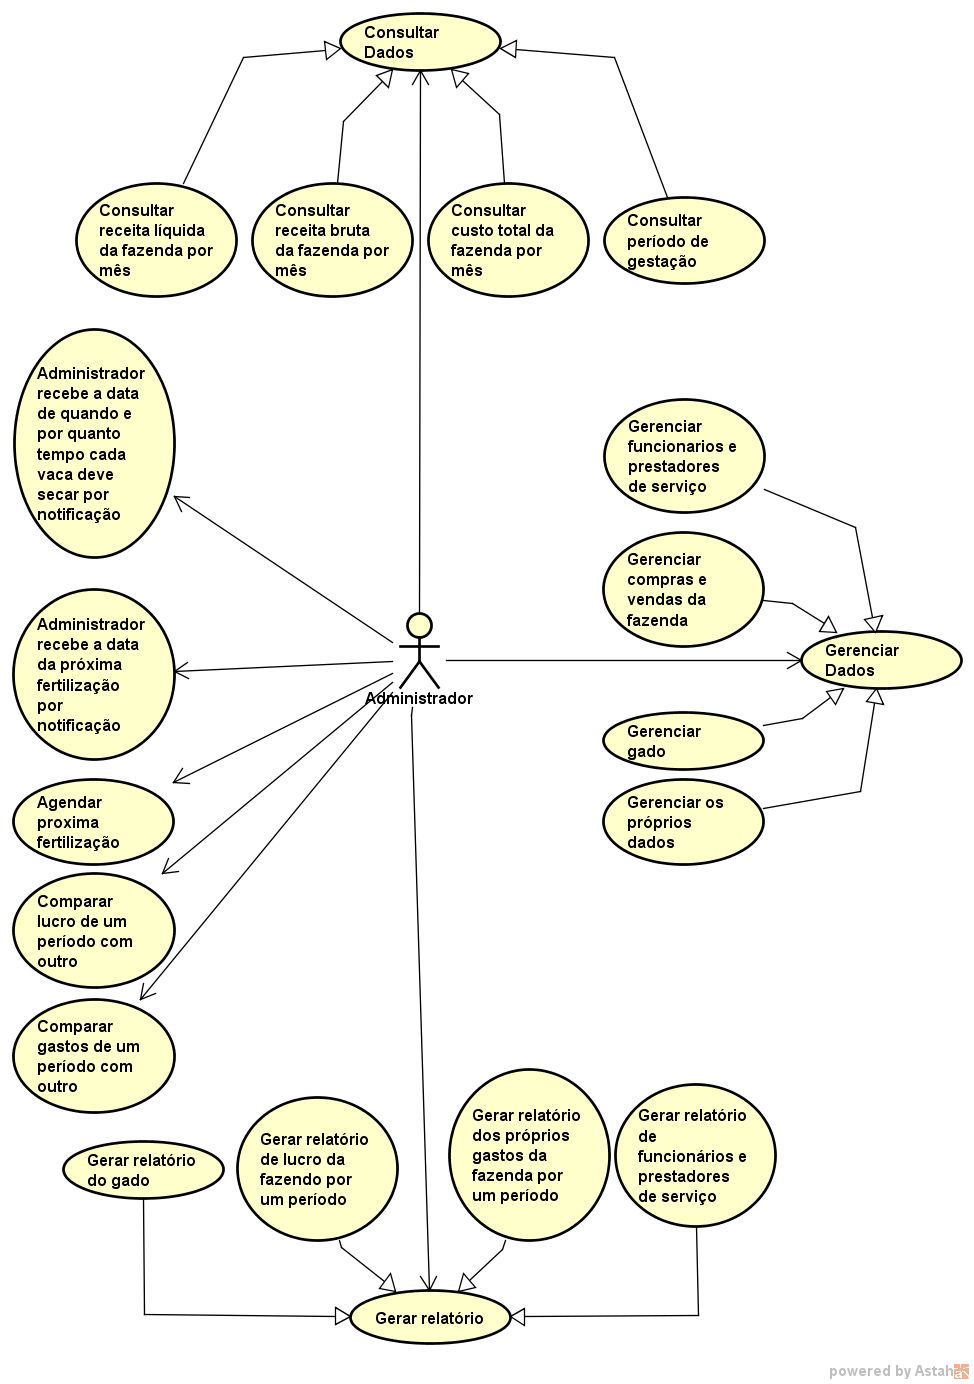 Consultar
Dados
Consultar
receita líquida
da fazenda por
mês
Consultar
receita bruta
da fazenda por
mês
Consultar
custo total da
fazenda por
mês
Consultar
período de
gestação
Administrador
recebe a data
de quando e
por quanto
tempo cada
vaca deve
secar por
notificação
Gerenciar
funcionarios e
prestadores
de serviço
Gerenciar
compras e
vendas da
fazenda
Administrador
recebe a data
da próxima
fertilização
por
notificação
Administrador
Gerenciar
Dados
Gerenciar
gado
Gerenciar os
próprios
dados
Agendar
proxima
fertilização
Comparar
lucro de um
período com
outro
Comparar
gastos de um
período com
outro
Gerar relatório
do gado
Gerar relatório
de lucro da
fazendo por
um período
Gerar relatório
dos próprios
gastos da
fazenda por
um período
Gerar relatório
de
funcionários e
prestadores
de serviço
Gerar relatório
powered by Astah